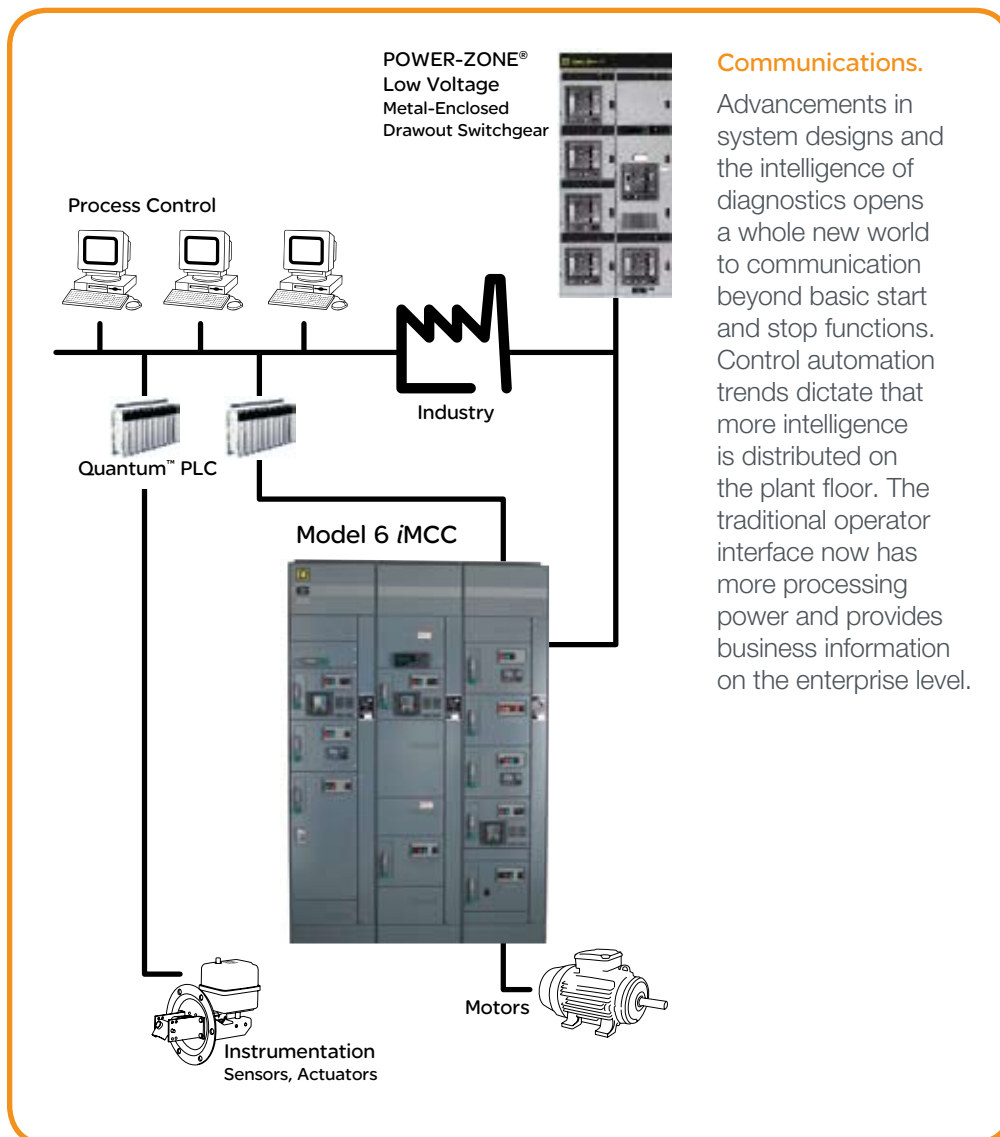 POWER-ZONE®
Low Voltage
Metal-Enclosed
Drawout Switchgear
Process Control
Industry
Quantum™ PLC
Model 6 iMCC
Motors
Instrumentation
Sensors, Actuators
Communications.
Advancements in
system designs and
the intelligence of
diagnostics opens
a whole new world
to communication
beyond basic start
and stop functions.
Control automation
trends dictate that
more intelligence
is distributed on
the plant floor. The
traditional operator
interface now has
more processing
power and provides
business information
on the enterprise level.